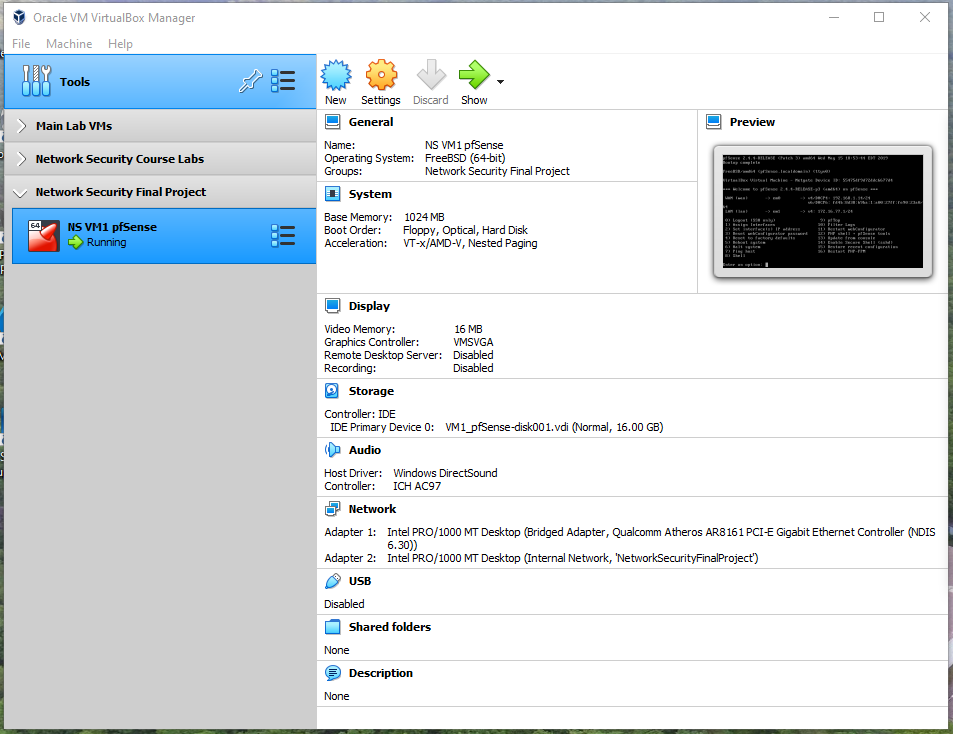 Oracle VM VirtualBox Manager
File Machine Help
Tools
New Settings Discard Show
Main Lab VMs
Network Security Course Labs
Network Security Final Project
64
NS VM1 pfSense
Running
General
Name: NS VM1 pfSense
Operating System: FreeBSD (64-bit)
Groups: Network Security Final Project
System
Base Memory: 1024 MB
Boot Order: Floppy, Optical, Hard Disk
Acceleration: VT-x/AMD-V, Nested Paging
Preview
Display
Video Memory: 16 MB
Graphics Controller: VMSVGA
Remote Desktop Server: Disabled
Recording: Disabled
Storage
Controller: IDE
IDE Primary Device 0: VM1_pfSense-disk001.vdi (Normal, 16.00 GB)
Audio
Host Driver: Windows DirectSound
Controller: ICH AC97
Network
Adapter 1: Intel PRO/1000 MT Desktop (Bridged Adapter, Qualcomm Atheros AR8161 PCI-E Gigabit Ethernet Controller (NDIS
6.30))
Adapter 2: Intel PRO/1000 MT Desktop (Internal Network, 'NetworkSecurityFinalProject')
USB
Disabled
Shared folders
None
Description
None